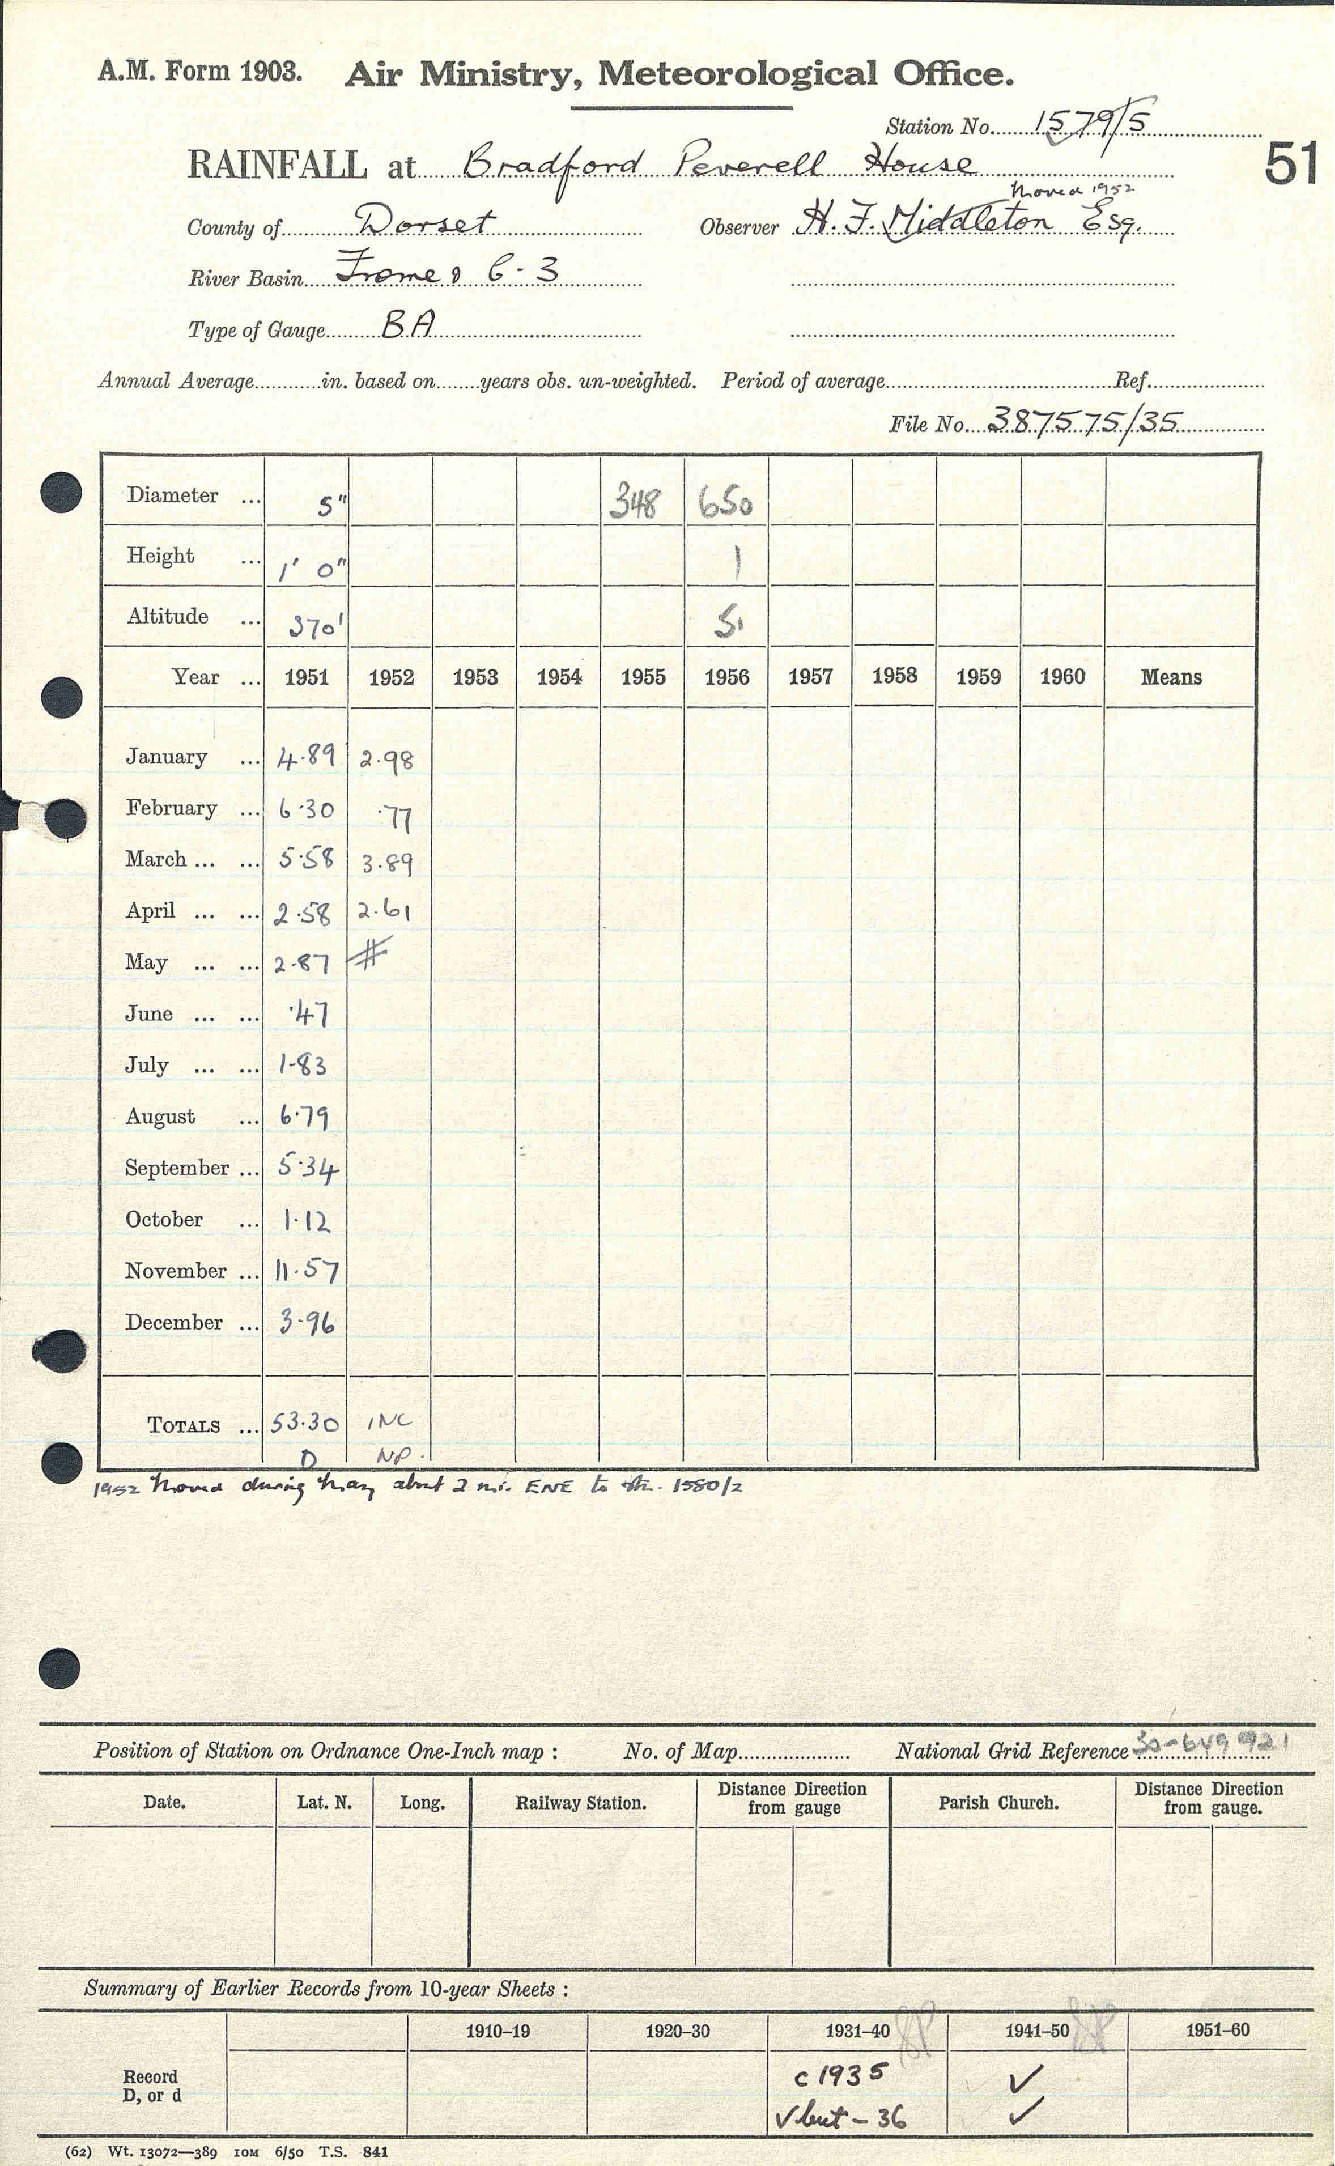 A.M. Form 1903. Air Ministry, Meteorological Office.
Station No. 1579/5
51
RAINFALL at Bradford Peverell House
moved 1952
County of Dorset Observer H. F. Middleton Esq.
River Basin Frome 6-3
Type of Gauge BA
Annual Average in. based on years obs. un-weighted. Period of average Ref.
File No. 387575/35
Diameter ... 5" 348 650
Height ... 1' 0" 1
Altitude ... 370' 51
Year ... 1951 1952 1953 1954 1955 1956 1957 1958 1959 1960 Means
January ... 4.89 2.98
February ... 6.30 .77
March ... ... 5.58 3.89
April ... ... 2.58 2.61
May ... ... 2.87 #
June ... ... .47
July ... ... 1.83
August ... 6.79
September ... 5.34
October ... 1.12
November ... 11.57
December ... 3.96
TOTALS ... 53.30 INC
D NP.
1952 Moved during May about 2 mi. ENE to stn. 1580/2
Position of Station on Ordnance One-Inch map : No. of Map National Grid Reference 30-649 921
Date. Lat. N. Long. Railway Station. Distance from gauge Direction Parish Church. Distance from gauge. Direction
Summary of Earlier Records from 10-year Sheets :
1910–19 1920–30 1931–40 1941–50 1951–60
Record D, or d
c 1935 ✓
✓ but – 36 ✓
(62) Wt. 13072—389 10M 6/50 T.S. 841